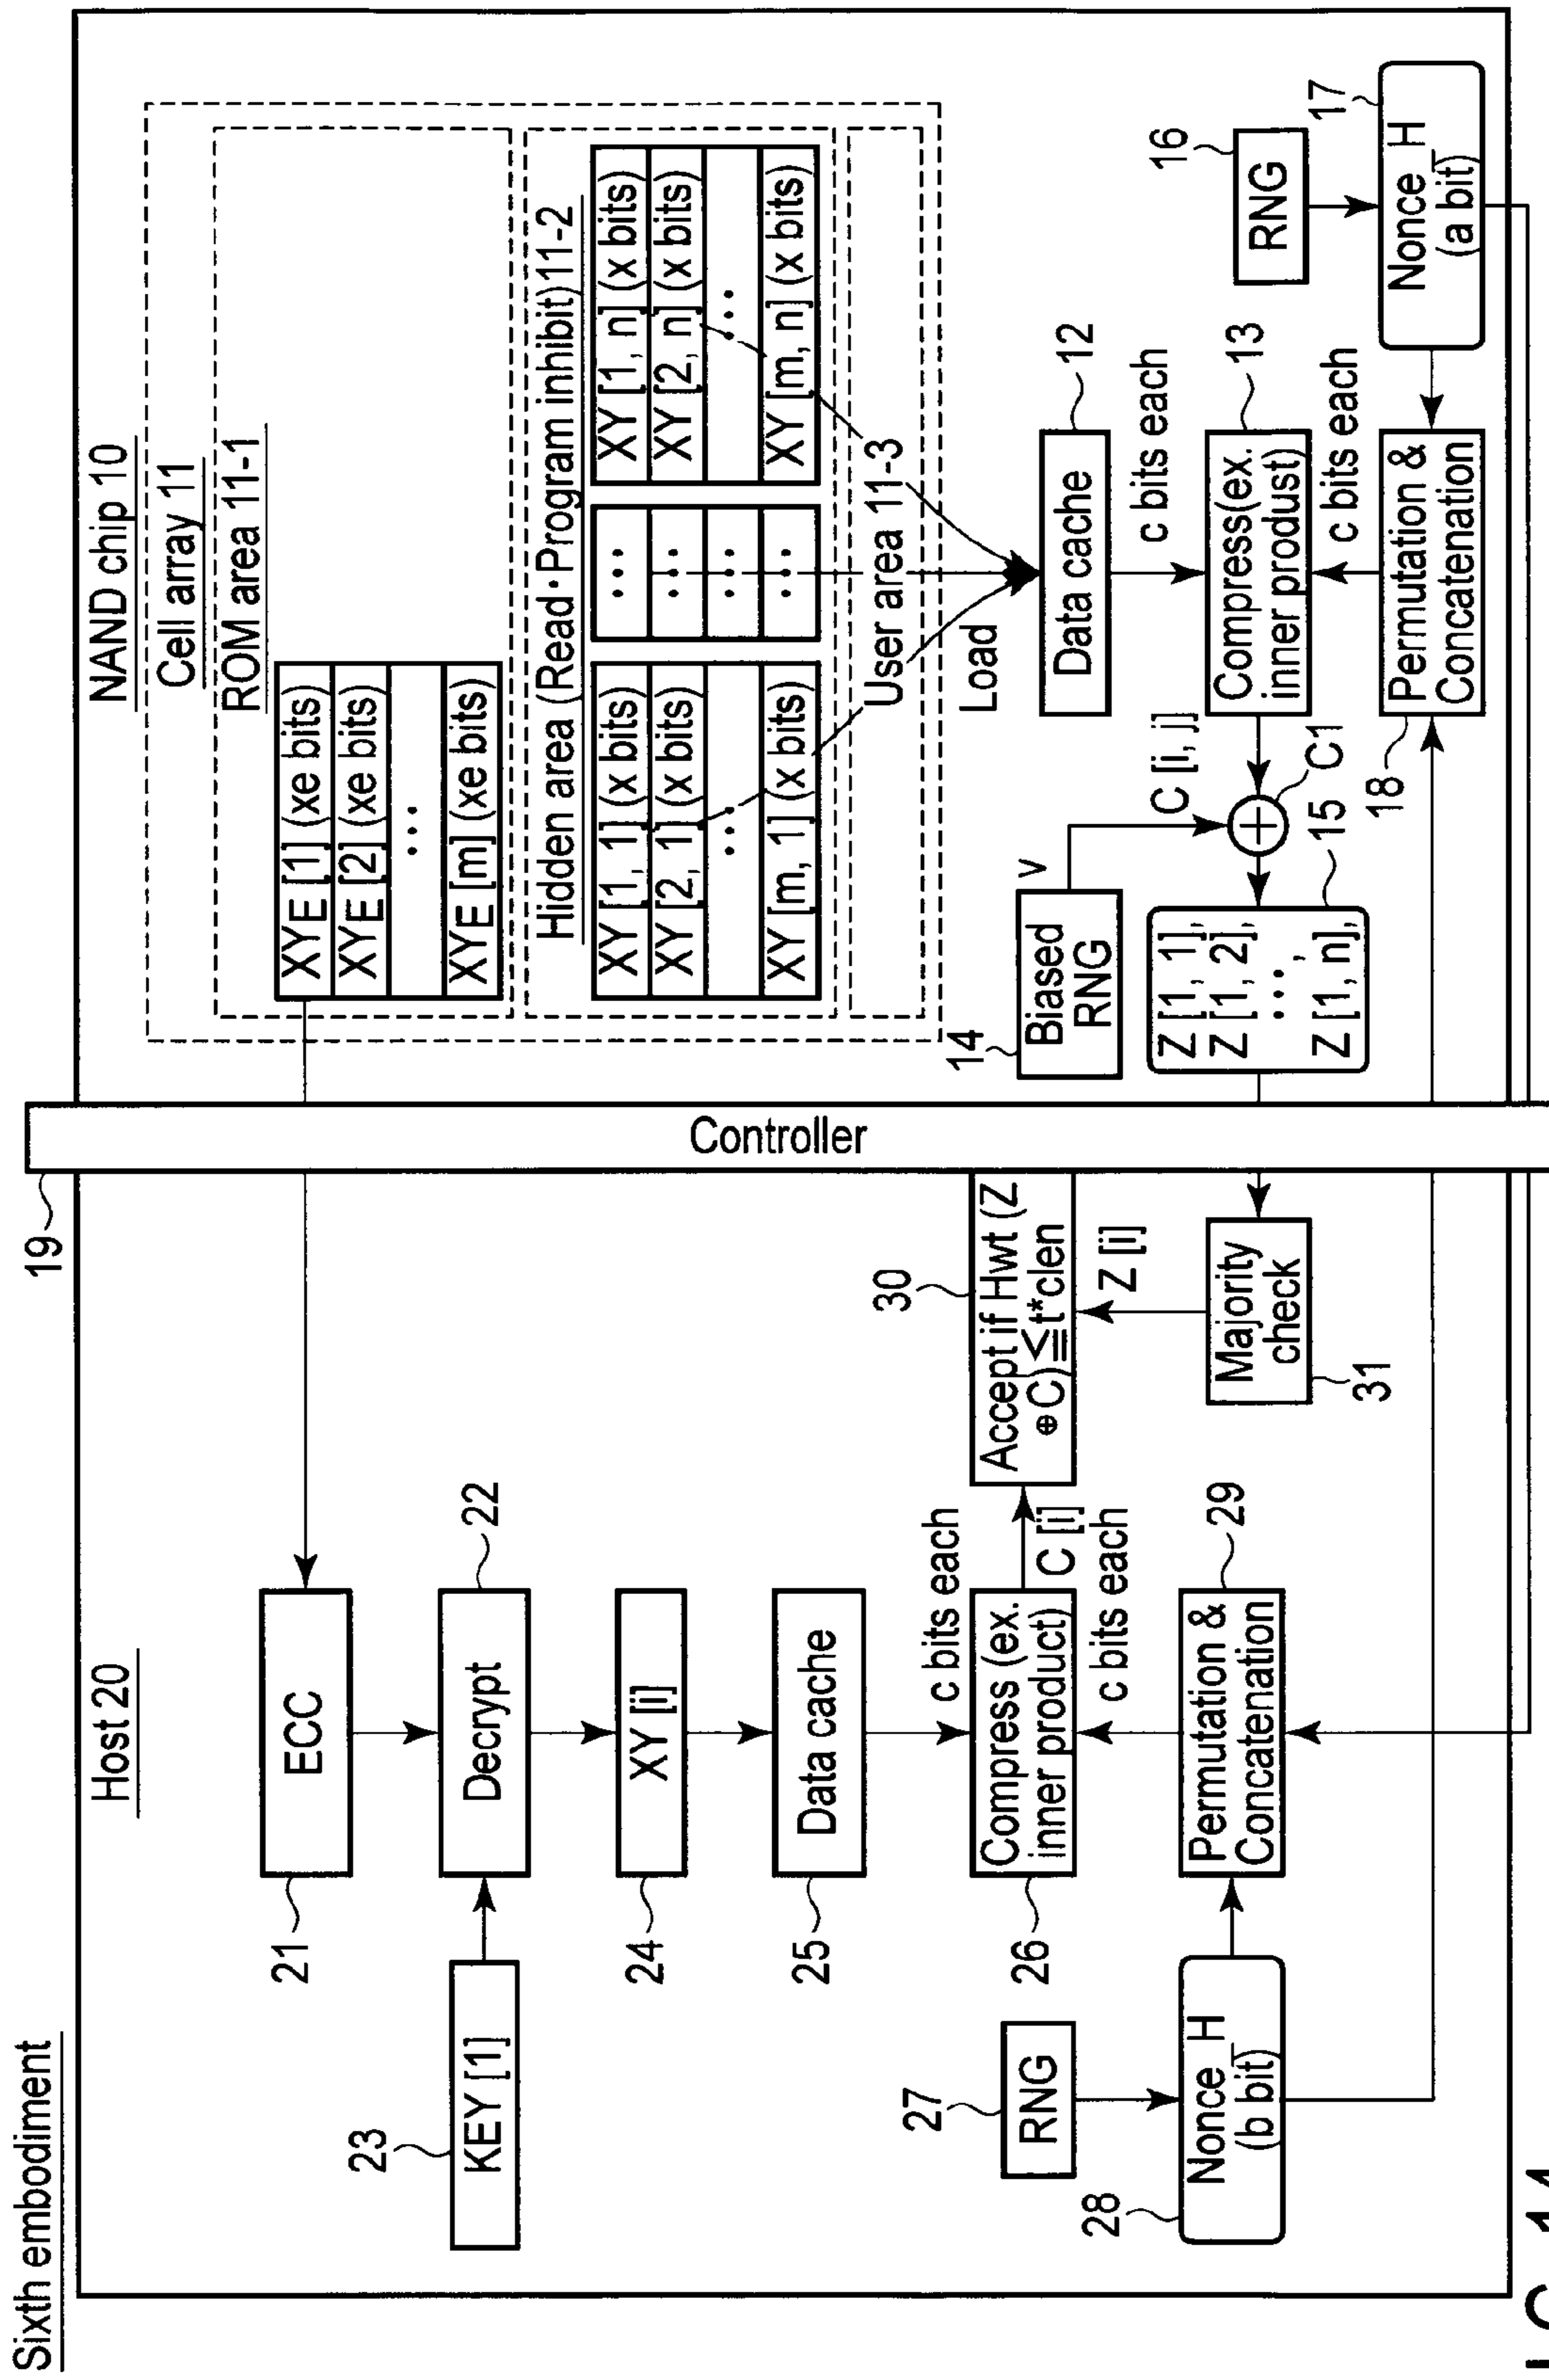 Sixth embodiment
19
Controller
Host 20
21
ECC
22
Decrypt
23
KEY [1]
24
XY [i]
25
Data cache
c bits each
26
Compress (ex.
inner product)
C [i]
c bits each
27
RNG
28
Nonce_H
(b bit)
29
Permutation &
Concatenation
30
Accept if Hwt (Z
⊕C)≦t*clen
Z [i]
Majority
check
31
NAND chip 10
Cell array 11
ROM area 11-1
XYE [1] (xe bits)
XYE [2] (xe bits)
...
XYE [m] (xe bits)
Hidden area (Read·Program inhibit)11-2
XY [1, 1] (x bits)
XY [2, 1] (x bits)
...
XY [m, 1] (x bits)
...
...
...
...
XY [1, n] (x bits)
XY [2, n] (x bits)
...
XY [m, n] (x bits)
User area 11-3
Load
12
Data cache
c bits each
13
Compress(ex.
inner produst)
c bits each
C [i, j]
C1
14
Biased
RNG
v
15
Z [1, 1],
Z [1, 2],
...,
Z [1, n],
16
RNG
17
Nonce_H
(a bit)
18
Permutation &
Concatenation